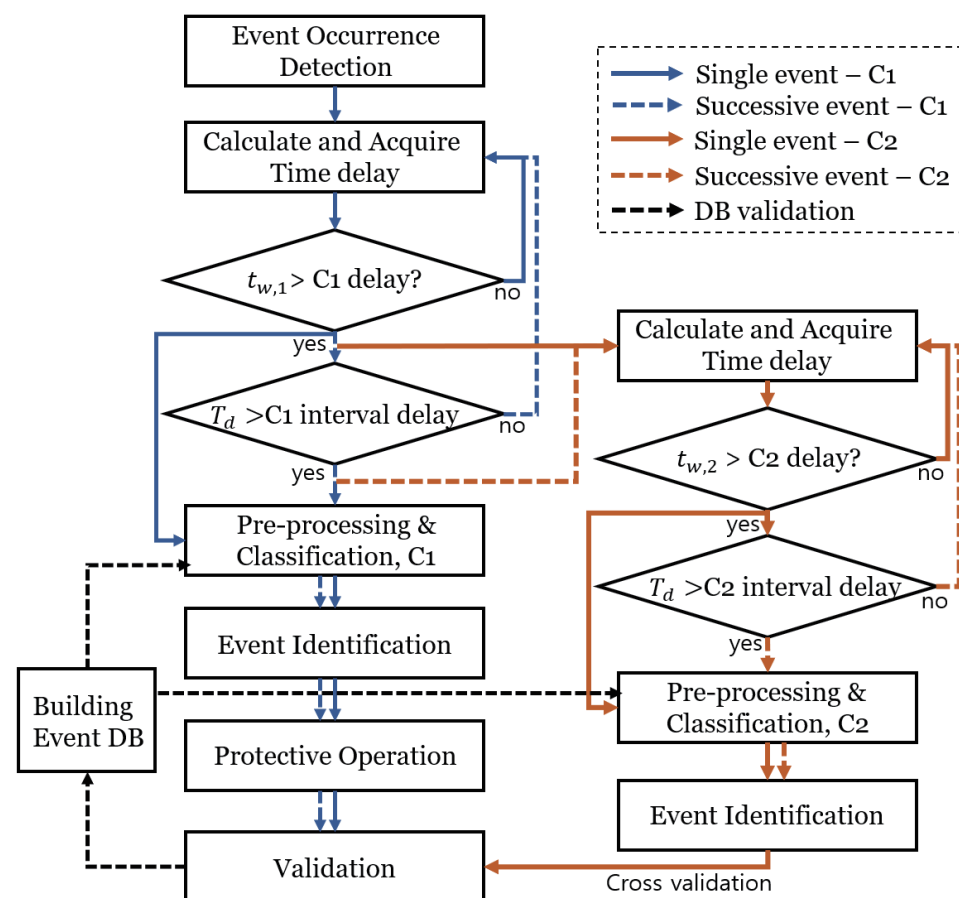 Event Occurrence
Detection
Single event – C1
Successive event – C1
Single event – C2
Successive event – C2
DB validation
Calculate and Acquire
Time delay
t_{w,1} > C1 delay?
no
yes
Calculate and Acquire
Time delay
T_d >C1 interval delay
no
yes
t_{w,2} > C2 delay?
no
yes
Pre-processing &
Classification, C1
T_d >C2 interval delay
no
yes
Event Identification
Building
Event DB
Pre-processing &
Classification, C2
Protective Operation
Event Identification
Validation
Cross validation